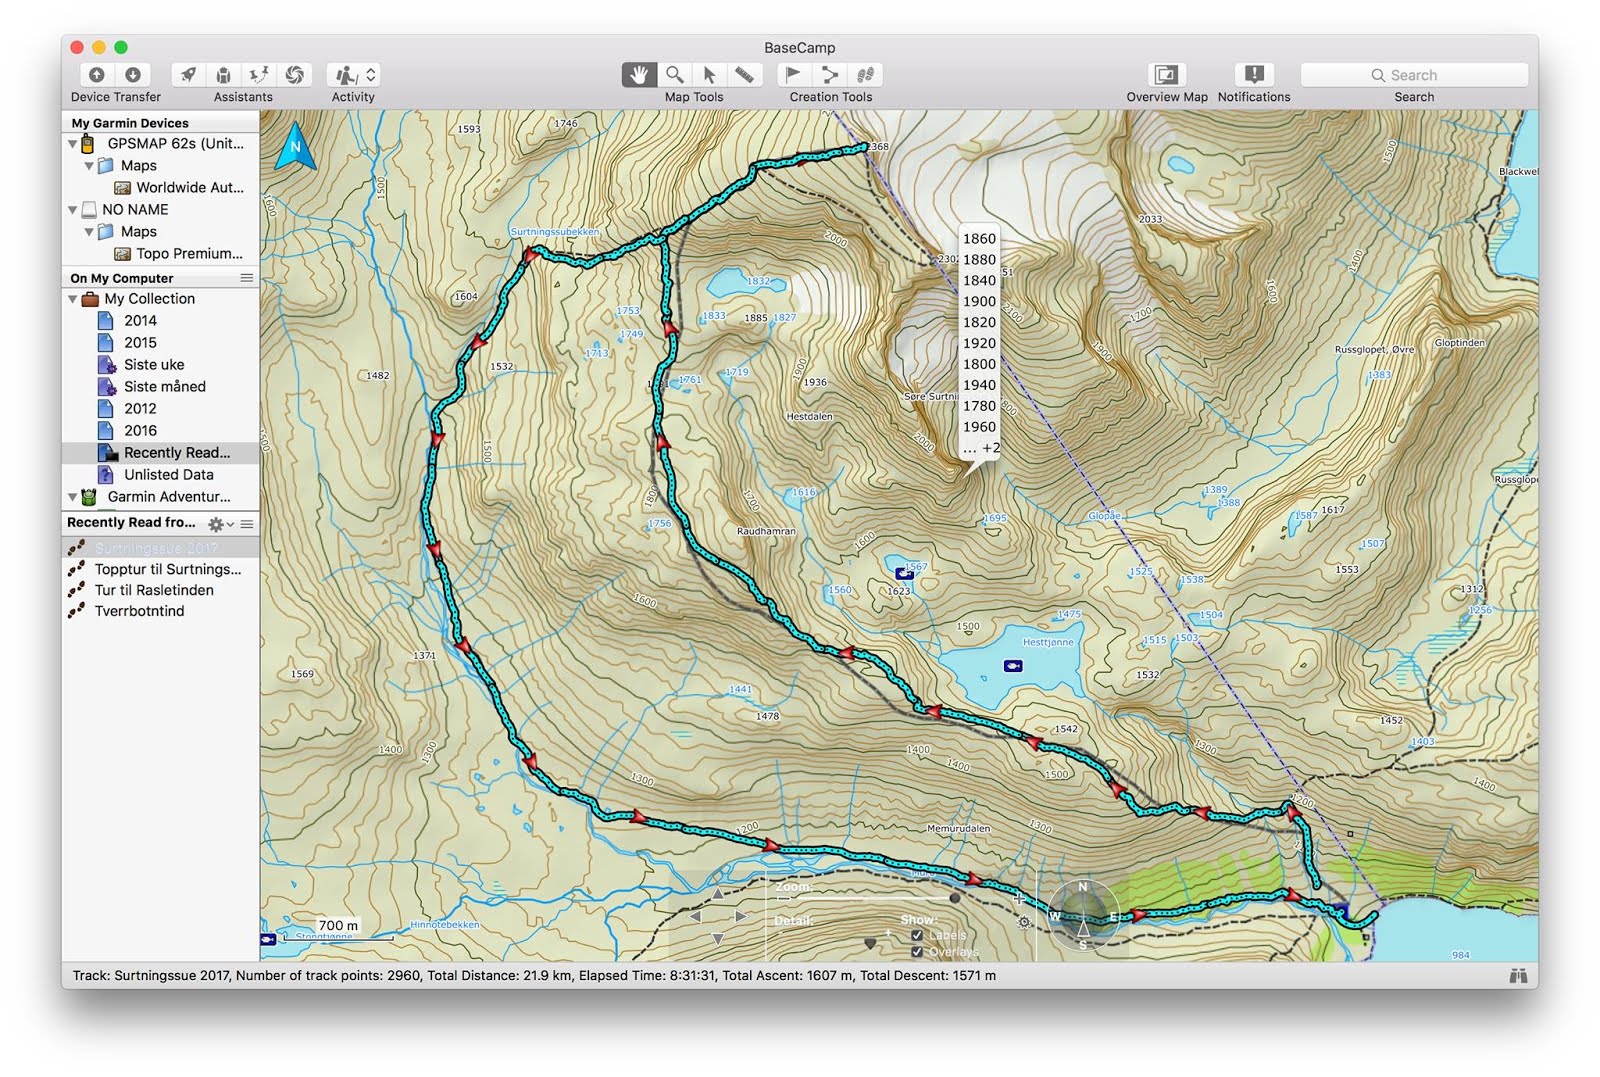 BaseCamp
Device Transfer
Assistants
Activity
Map Tools
Creation Tools
Overview Map
Notifications
Search
Search
My Garmin Devices
GPSMAP 62s (Unit...
Maps
Worldwide Aut...
NO NAME
Maps
Topo Premium...
On My Computer
My Collection
2014
2015
Siste uke
Siste måned
2012
2016
Recently Read...
Unlisted Data
Garmin Adventur...
Recently Read fro...
Surtningssue 2017
Topptur til Surtnings...
Tur til Rasletinden
Tverrbotntind
N
1593
1746
1500
1600
2368
1500
Blackwel
2033
Surtningssubekken
2000
2302
51
1400
1600
1604
1832
2100
1700
1753
1833
1885
1827
1749
1713
1900
Russglopet, Øvre
Gloptinden
1532
1482
1761
1719
1900
1936
1383
Søre Surtni
Hestdalen
2000
1860
1880
1840
1900
1820
1920
1800
1940
1780
1960
... +2
1500
1800
1616
1389
1388
Russglope
1756
Raudhamran
1700
1695
Glopåe
1587
1617
1600
1507
1567
1525
1538
1553
1560
1623
1312
1256
1600
1500
1475
1504
Hesttjønne
1515
1503
1371
1569
1532
1441
1478
1542
1452
1403
1400
1300
1400
1400
1300
1500
1300
1400
1200
1200
Memurudalen
1300
Zoom:
Detail:
Show:
Labels
Overlays
N
W
E
S
700 m
Hinnotebekken
Stongtjønne
984
Track: Surtningssue 2017, Number of track points: 2960, Total Distance: 21.9 km, Elapsed Time: 8:31:31, Total Ascent: 1607 m, Total Descent: 1571 m